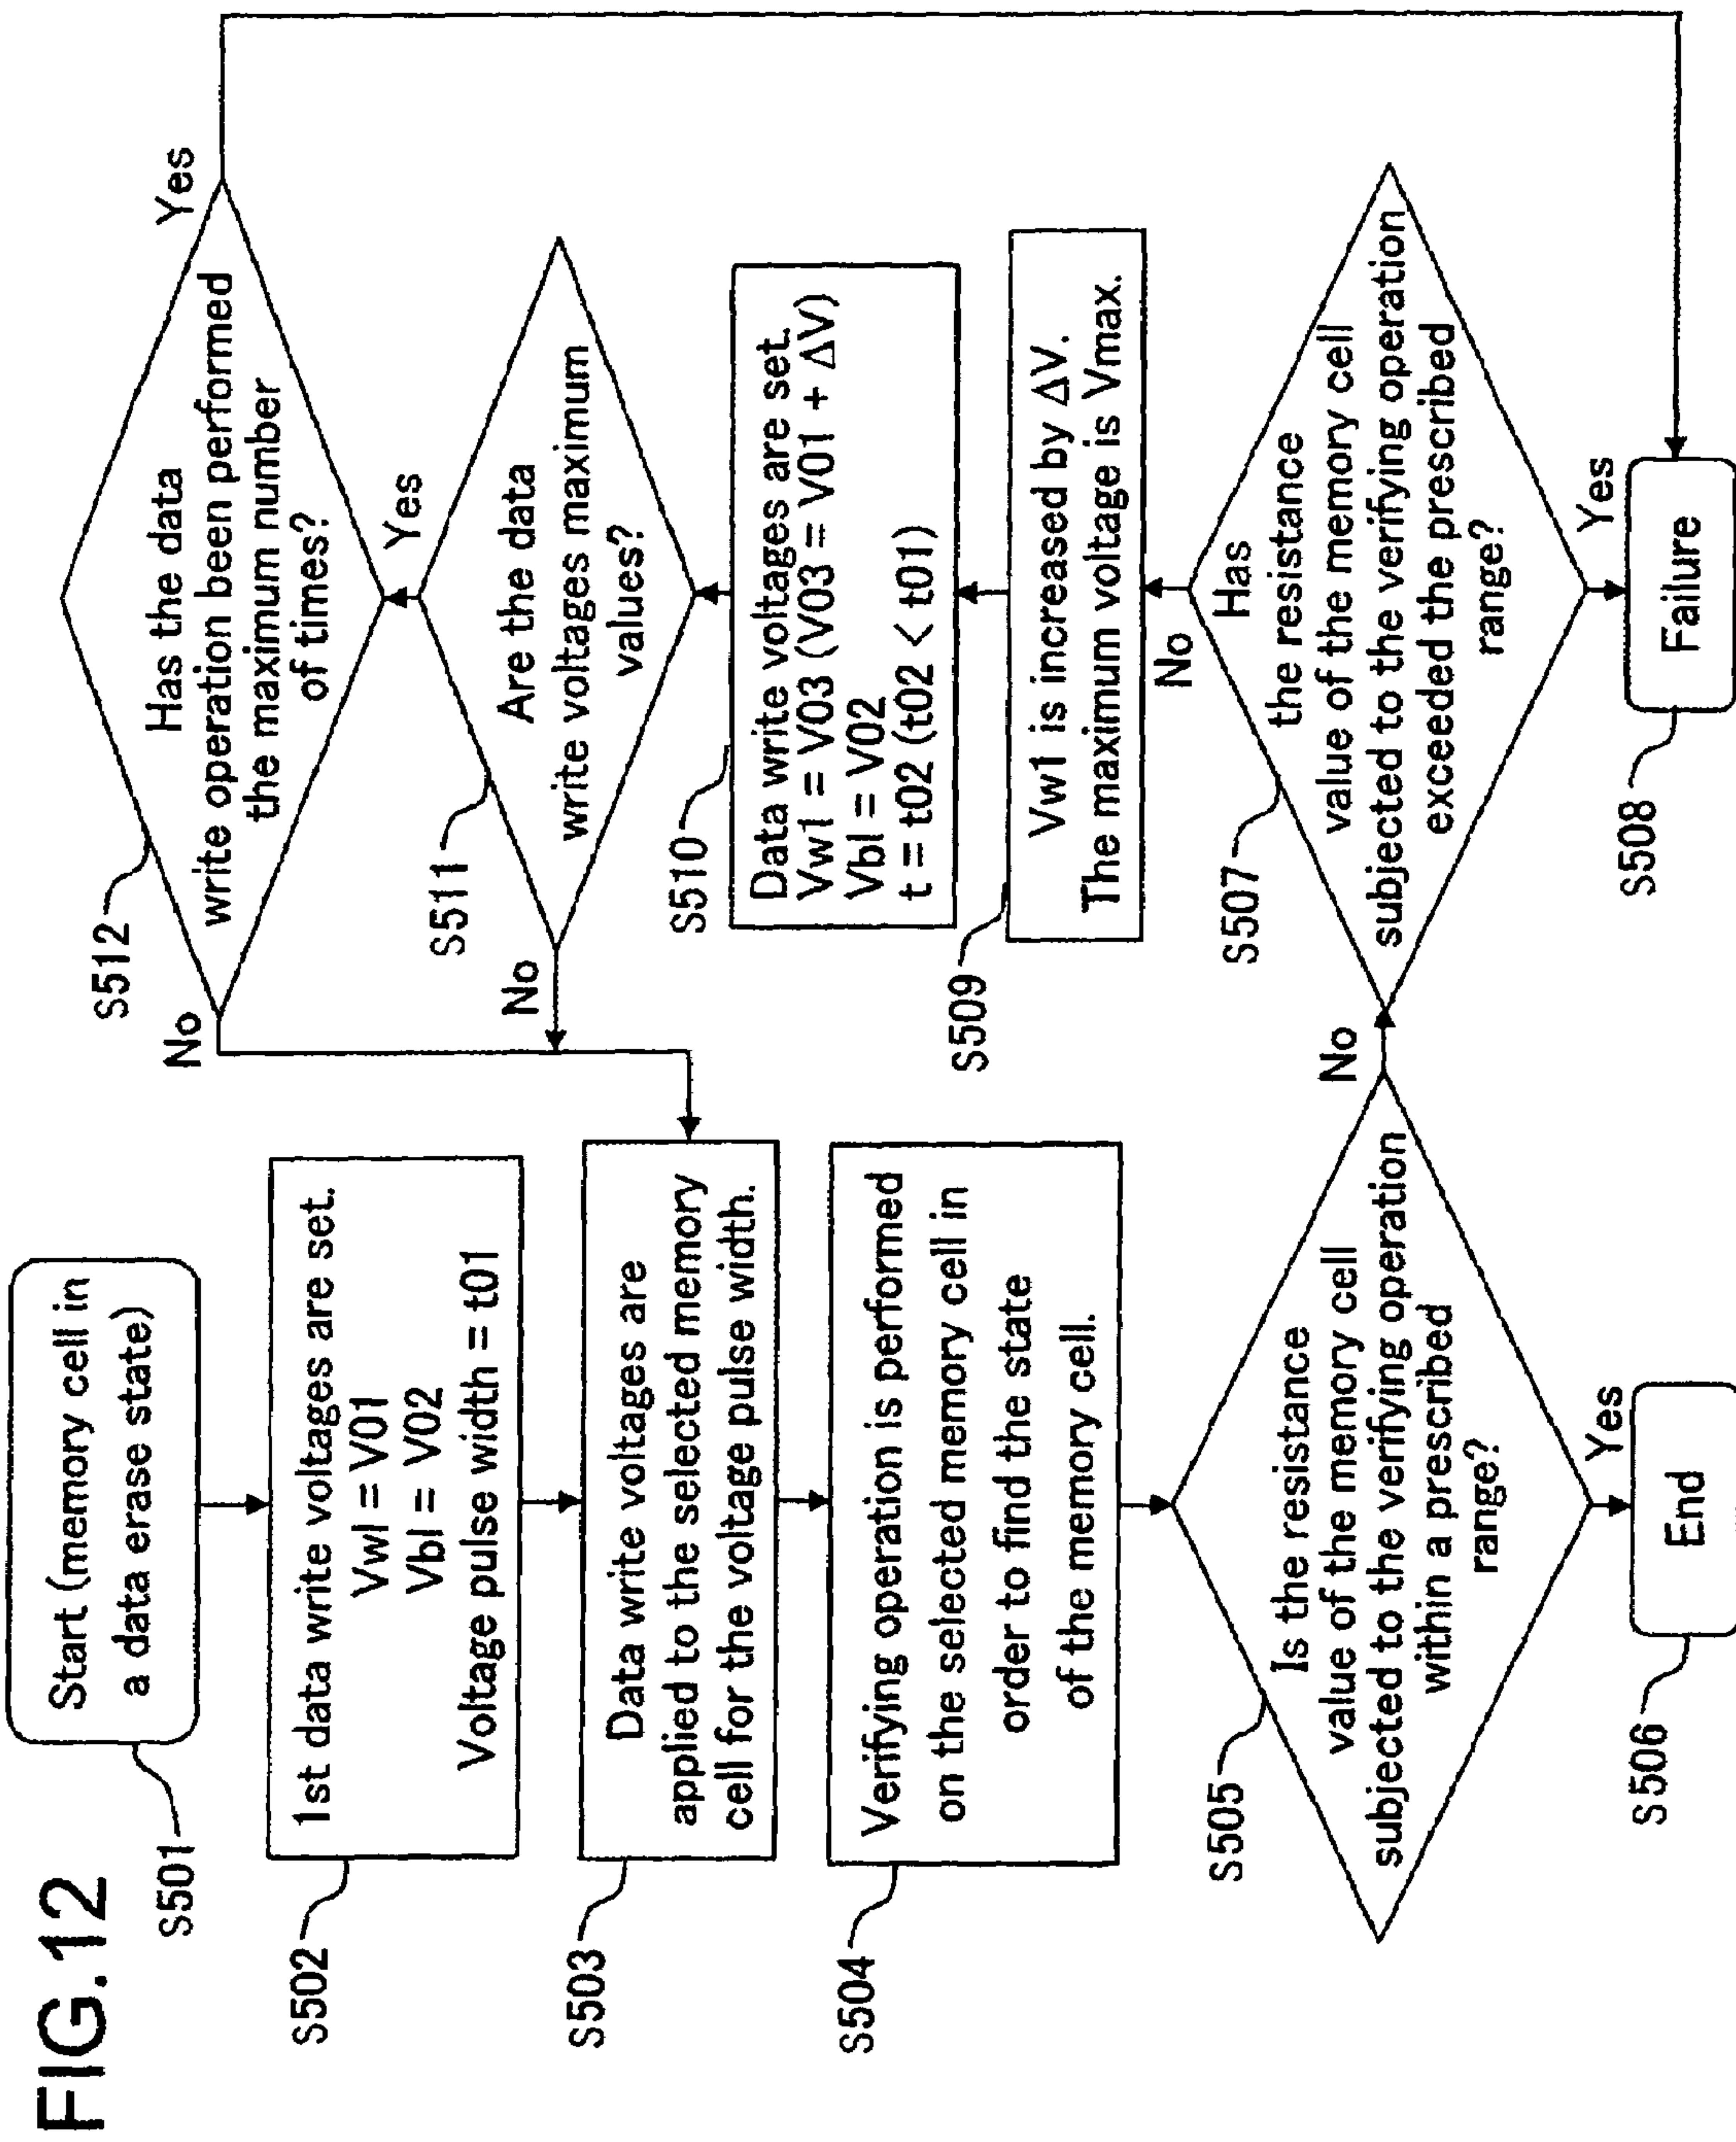 FIG.12
S501
Start (memory cell in
a data erase state)
S502
1st data write voltages are set.
Vwl = V01
Vbl = V02
Voltage pulse width = t01
S503
Data write voltages are
applied to the selected memory
cell for the voltage pulse width.
S504
Verifying operation is performed
on the selected memory cell in
order to find the state
of the memory cell.
S505
Is the resistance
value of the memory cell
subjected to the verifying operation
within a prescribed
range?
Yes
No
S506
End
S512
Has the data
write operation been performed
the maximum number
of times?
No
Yes
S511
Are the data
write voltages maximum
values?
No
Yes
S510
Data write voltages are set.
Vw1 = V03 (V03 = V01 + ΔV)
Vbl = V02
t = t02 (t02 < t01)
S509
Vw1 is increased by ΔV.
The maximum voltage is Vmax.
S507
No
Has
the resistance
value of the memory cell
subjected to the verifying operation
exceeded the prescribed
range?
Yes
S508
Failure